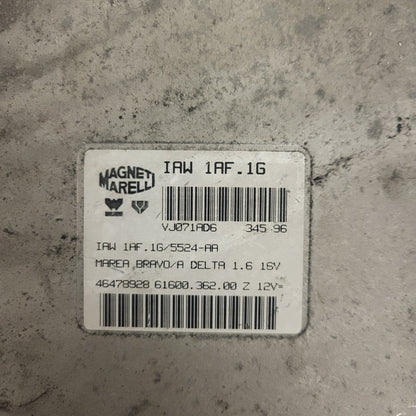 IAW 1AF.1G
MAGNETI
MARELLI
VJ071AD6 345 96
IAW 1AF.1G/5524-AA
MAREA,BRAVO/A DELTA 1.6 16V
46478928 61600.362.00 Z 12V=